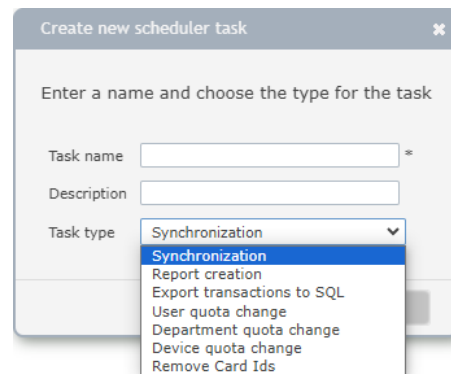 Create new scheduler task
Enter a name and choose the type for the task
Task name *
Description
Task type Synchronization
Synchronization
Report creation
Export transactions to SQL
User quota change
Department quota change
Device quota change
Remove Card Ids